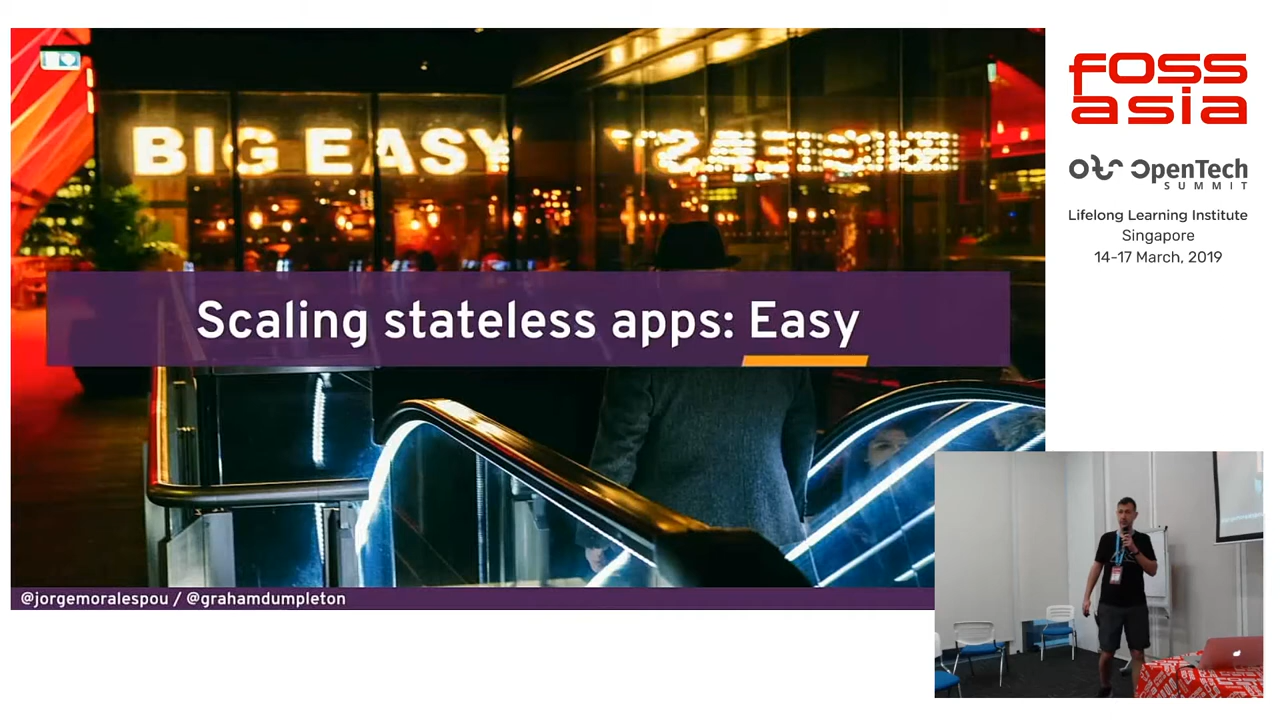 BIG EASY
Scaling stateless apps: Easy
@jorgemoralespou / @grahamdumpleton
fOSS
asia
OpenTech
SUMMIT
Lifelong Learning Institute
Singapore
14-17 March, 2019